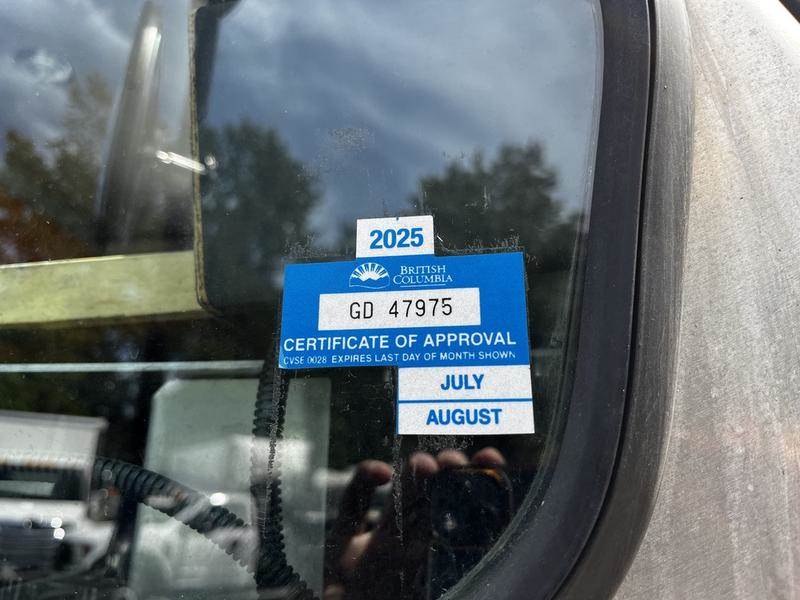 2025
BRITISH
COLUMBIA
GD 47975
CERTIFICATE OF APPROVAL
CVSE 0028 EXPIRES LAST DAY OF MONTH SHOWN
JULY
AUGUST